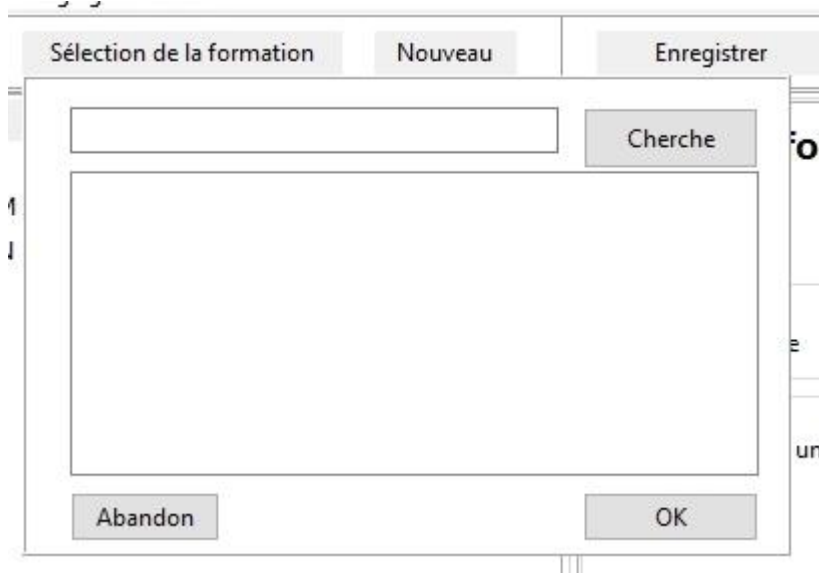 Sélection de la formation
Nouveau
Enregistrer
Cherche
Abandon
OK